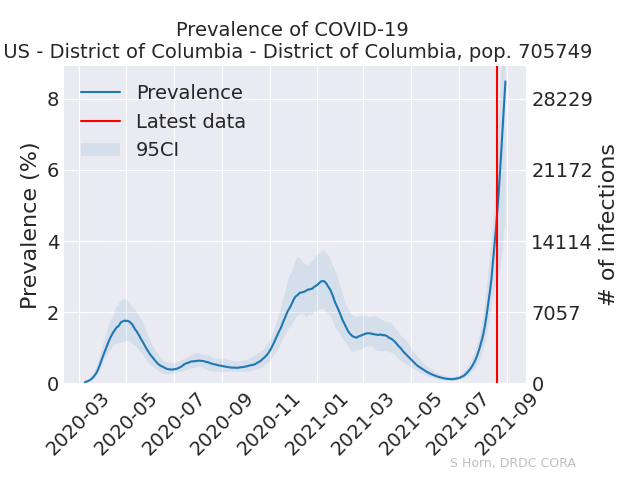 Prevalence of COVID-19
US - District of Columbia - District of Columbia, pop. 705749
Prevalence
Latest data
95CI
Prevalence (%)
8
6
4
2
0
28229
21172
14114
7057
0
# of infections
2020-03
2020-05
2020-07
2020-09
2020-11
2021-01
2021-03
2021-05
2021-07
2021-09
S Horn, DRDC CORA